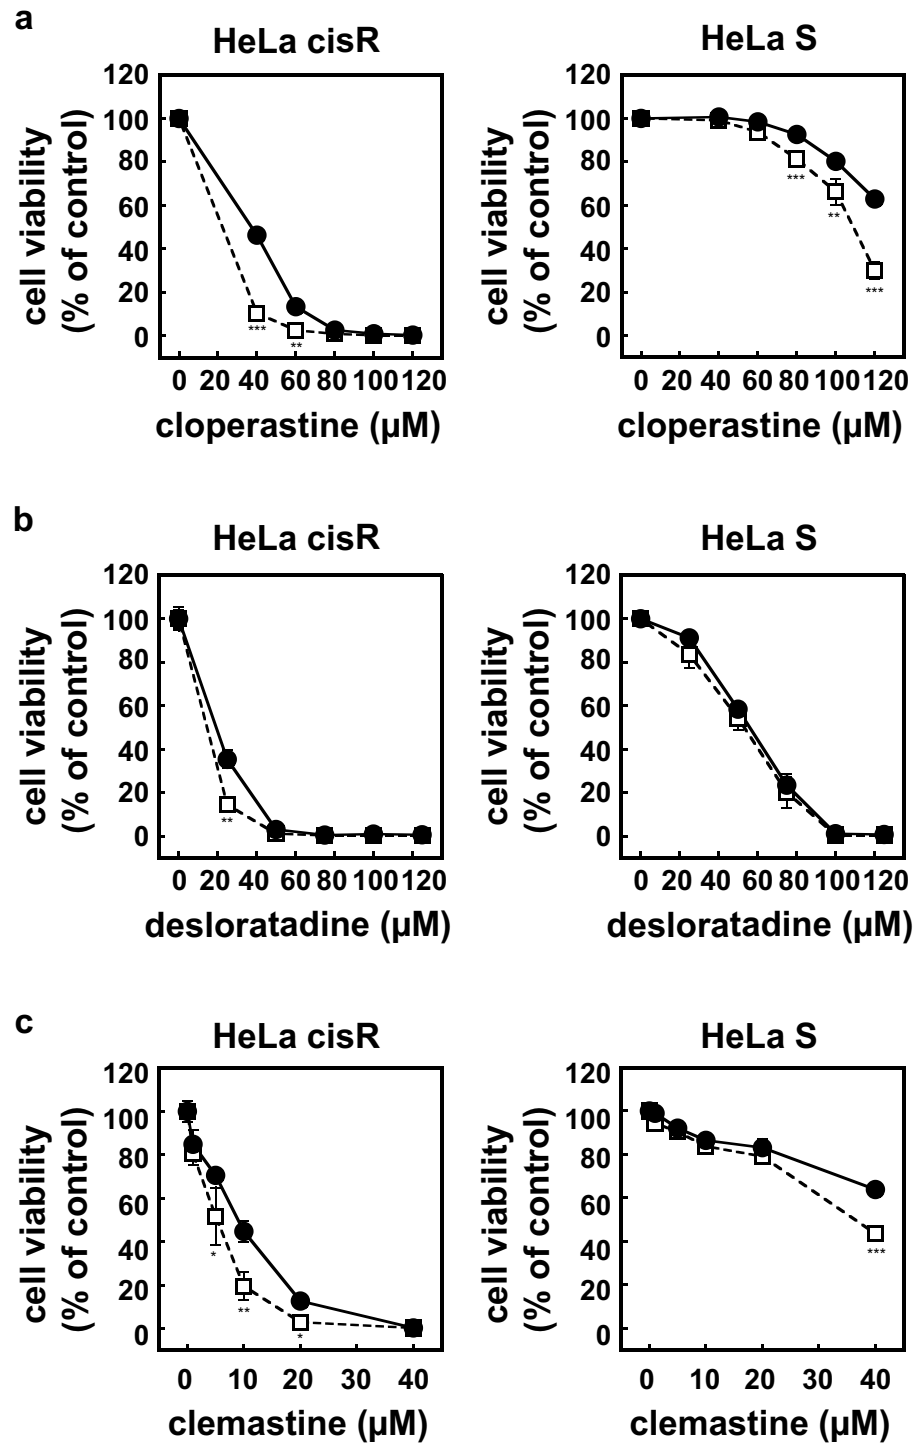 a
HeLa cisR
HeLa S
cell viability
(% of control)
120
100
80
60
40
20
0
0 20 40 60 80 100 120
cloperastine (µM)
***
**
cell viability
(% of control)
120
100
80
60
40
20
0
0 20 40 60 80 100 120
cloperastine (µM)
***
**
***
b
HeLa cisR
HeLa S
cell viability
(% of control)
120
100
80
60
40
20
0
0 20 40 60 80 100 120
desloratadine (µM)
**
cell viability
(% of control)
120
100
80
60
40
20
0
0 20 40 60 80 100 120
desloratadine (µM)
c
HeLa cisR
HeLa S
cell viability
(% of control)
120
100
80
60
40
20
0
0 10 20 30 40
clemastine (µM)
*
**
*
cell viability
(% of control)
120
100
80
60
40
20
0
0 10 20 30 40
clemastine (µM)
***